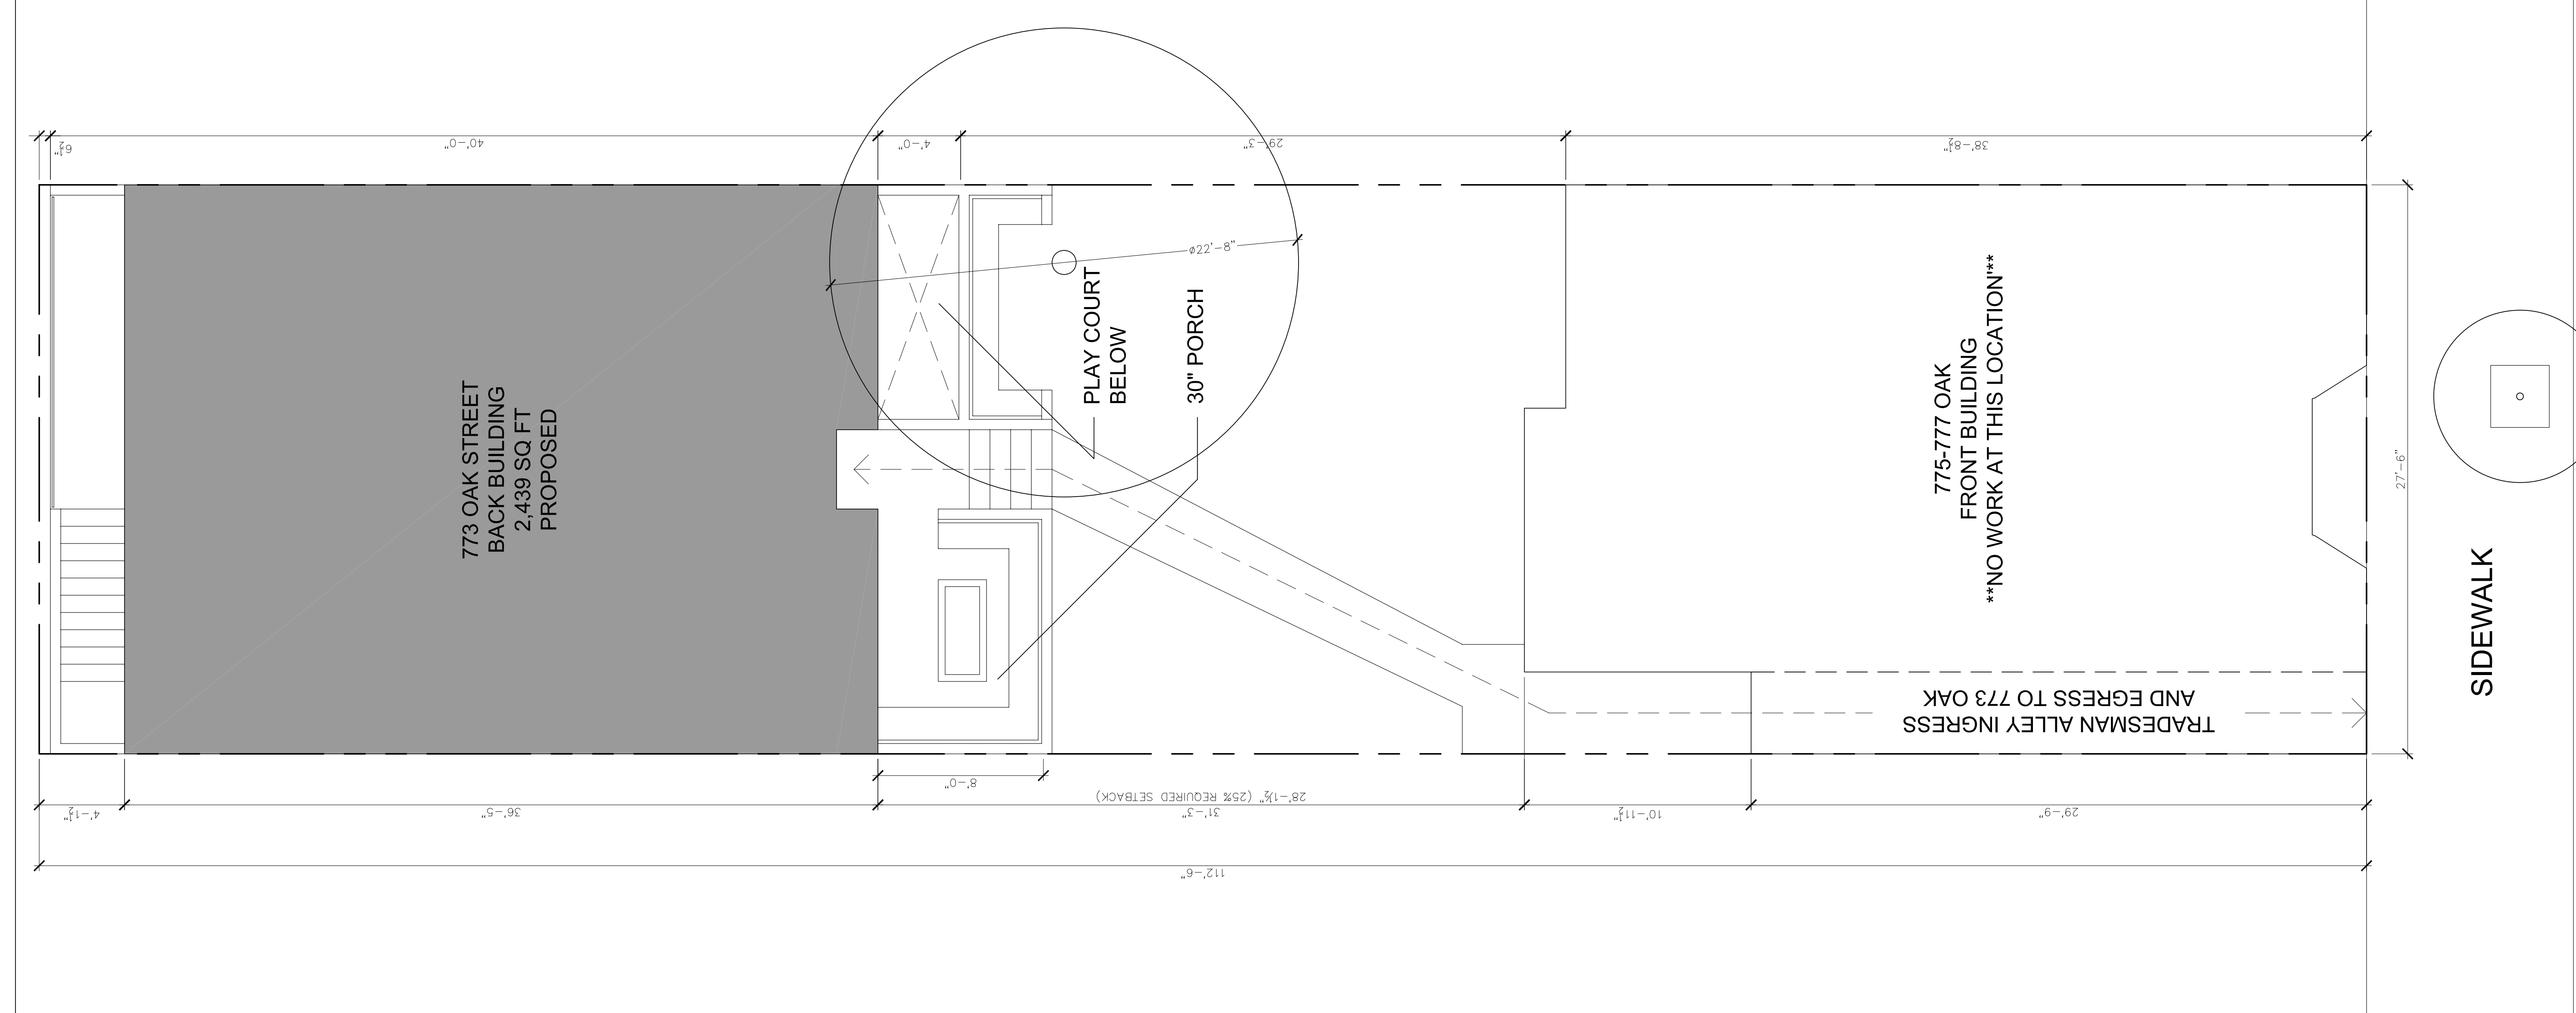 6½"
40'-0"
4'-0"
29'-3"
38'-8½"
ø22'-8"
773 OAK STREET
BACK BUILDING
2,439 SQ FT
PROPOSED
PLAY COURT
BELOW
30" PORCH
775-777 OAK
FRONT BUILDING
**NO WORK AT THIS LOCATION'**
27'-6"
SIDEWALK
TRADESMAN ALLEY INGRESS
AND EGRESS TO 773 OAK
8'-0"
28'-1½" (25% REQUIRED SETBACK)
4'-1½"
36'-5"
31'-3"
10'-11½"
29'-9"
112'-6"